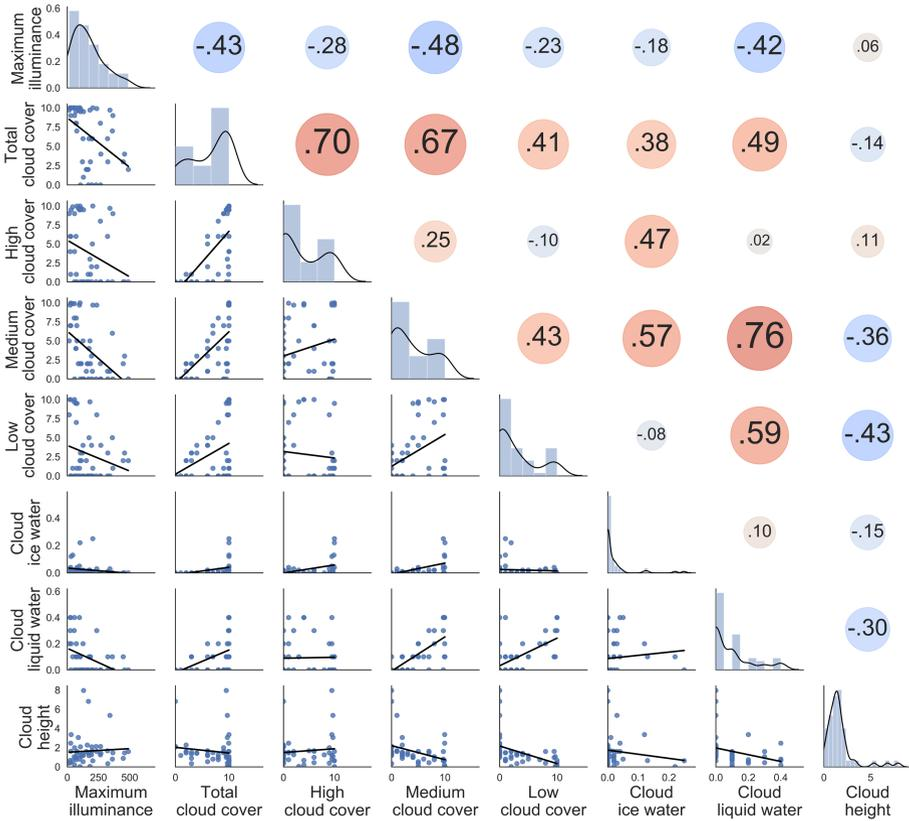 0.6
0.4
0.2
0.0
Maximum
illuminance
-.43
-.28
-.48
-.23
-.18
-.42
.06
10.0
7.5
5.0
2.5
0.0
Total
cloud cover
.70
.67
.41
.38
.49
-.14
10.0
7.5
5.0
2.5
0.0
High
cloud cover
.25
-.10
.47
.02
.11
10.0
7.5
5.0
2.5
0.0
Medium
cloud cover
.43
.57
.76
-.36
10.0
7.5
5.0
2.5
0.0
Low
cloud cover
-.08
.59
-.43
0.4
0.2
0.0
Cloud
ice water
.10
-.15
0.6
0.4
0.2
0.0
Cloud
liquid water
-.30
8
6
4
2
0
Cloud
height
0 250 500
0 10
0 10
0 10
0 10
0.0 0.2
0.0 0.2 0.4
0 5
Maximum
illuminance
Total
cloud cover
High
cloud cover
Medium
cloud cover
Low
cloud cover
Cloud
ice water
Cloud
liquid water
Cloud
height